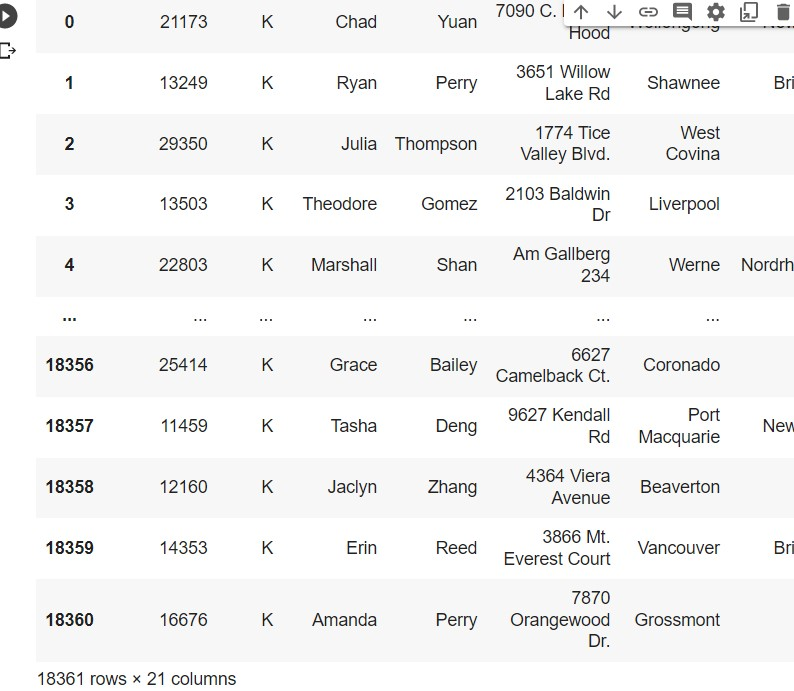 0 21173 K Chad Yuan 7090 C.
Hood
1 13249 K Ryan Perry 3651 Willow Lake Rd Shawnee Bri
2 29350 K Julia Thompson 1774 Tice Valley Blvd. West Covina
3 13503 K Theodore Gomez 2103 Baldwin Dr Liverpool
4 22803 K Marshall Shan Am Gallberg 234 Werne Nordrh
... ... ... ... ... ... ...
18356 25414 K Grace Bailey 6627 Camelback Ct. Coronado
18357 11459 K Tasha Deng 9627 Kendall Rd Port Macquarie New
18358 12160 K Jaclyn Zhang 4364 Viera Avenue Beaverton
18359 14353 K Erin Reed 3866 Mt. Everest Court Vancouver Bri
18360 16676 K Amanda Perry 7870 Orangewood Dr. Grossmont
18361 rows × 21 columns